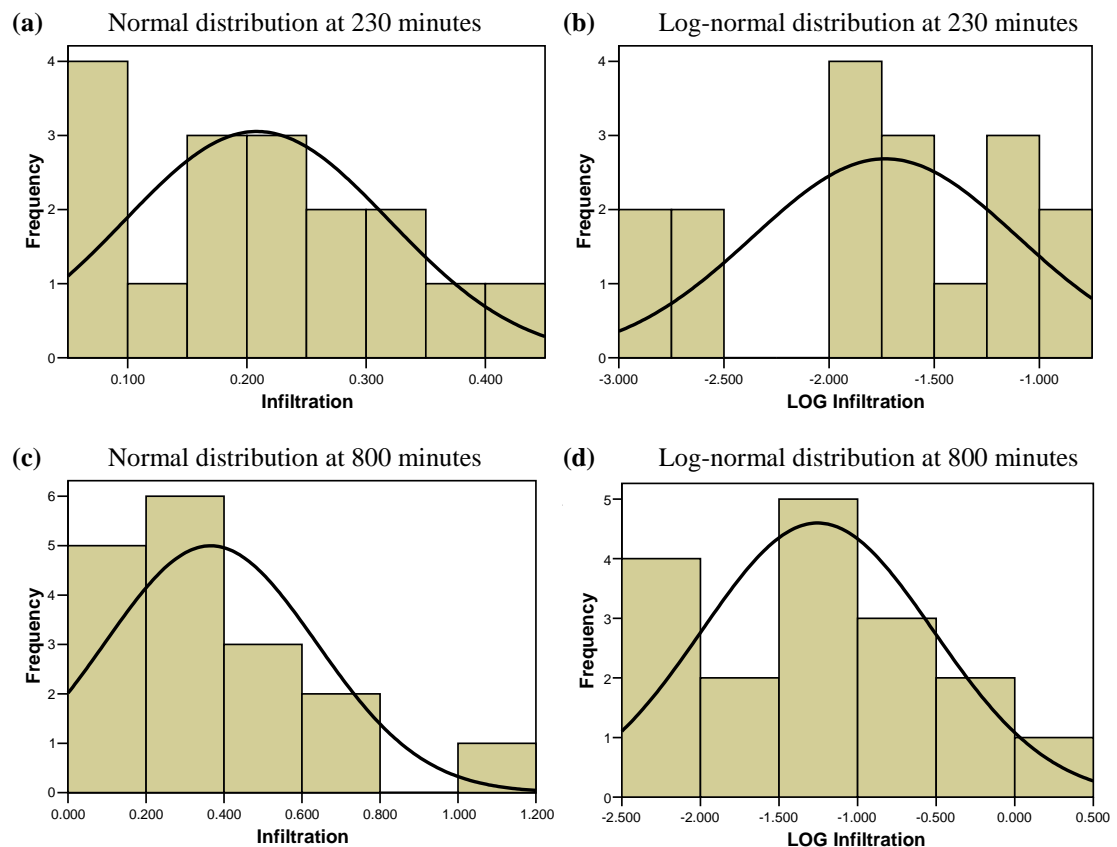 (a) Normal distribution at 230 minutes
4
3
2
1
0
Frequency
0.100 0.200 0.300 0.400
Infiltration
(b) Log-normal distribution at 230 minutes
4
3
2
1
0
Frequency
-3.000 -2.500 -2.000 -1.500 -1.000
LOG Infiltration
(c) Normal distribution at 800 minutes
6
5
4
3
2
1
0
Frequency
0.000 0.200 0.400 0.600 0.800 1.000 1.200
Infiltration
(d) Log-normal distribution at 800 minutes
5
4
3
2
1
0
Frequency
-2.500 -2.000 -1.500 -1.000 -0.500 0.000 0.500
LOG Infiltration